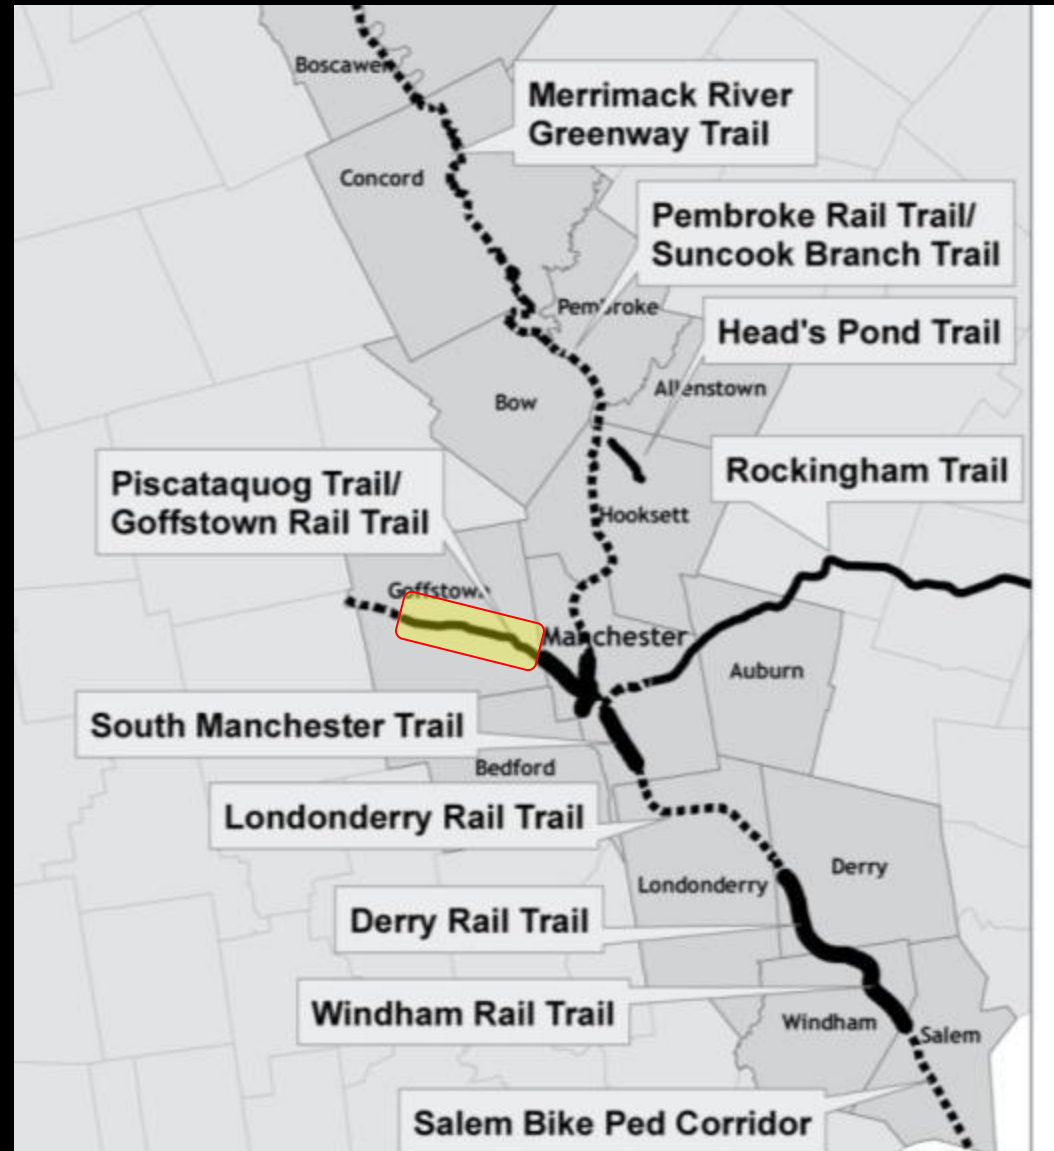 Boscawen
Merrimack River
Greenway Trail
Concord
Pembroke Rail Trail/
Suncook Branch Trail
Pembroke
Head's Pond Trail
Allenstown
Bow
Rockingham Trail
Piscataquog Trail/
Goffstown Rail Trail
Hooksett
Goffstown
Manchester
Auburn
South Manchester Trail
Bedford
Londonderry Rail Trail
Derry
Londonderry
Derry Rail Trail
Windham Rail Trail
Windham
Salem
Salem Bike Ped Corridor